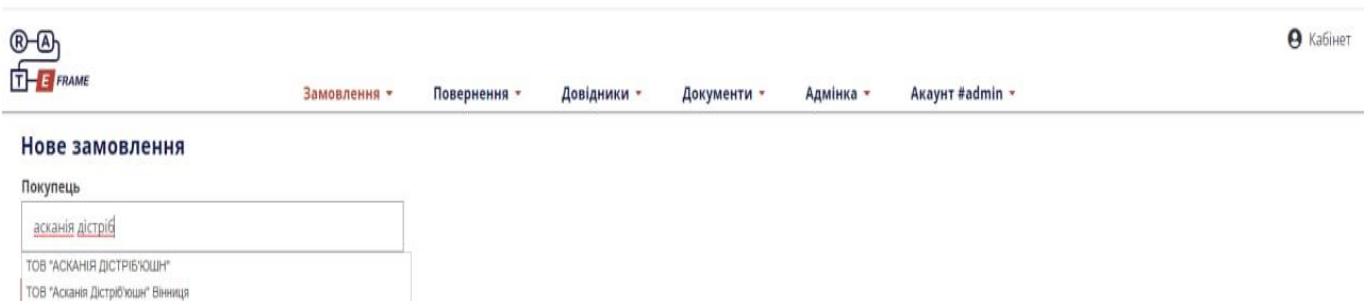 R A
T E FRAME
Кабінет
Замовлення Повернення Довідники Документи Адмінка Акаунт #admin
Нове замовлення
Покупець
асканія дістриб
ТОВ "АСКАНІЯ ДІСТРІБ'ЮШН"
ТОВ "Асканія Дістріб'юшн" Вінниця